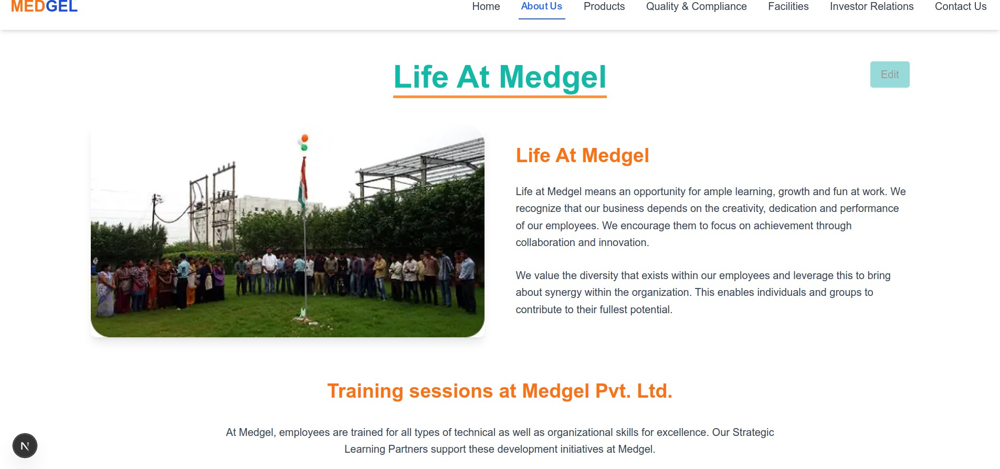 MEDGEL
Home
About Us
Products
Quality & Compliance
Facilities
Investor Relations
Contact Us
Life At Medgel
Edit
Life At Medgel
Life at Medgel means an opportunity for ample learning, growth and fun at work. We
recognize that our business depends on the creativity, dedication and performance
of our employees. We encourage them to focus on achievement through
collaboration and innovation.
We value the diversity that exists within our employees and leverage this to bring
about synergy within the organization. This enables individuals and groups to
contribute to their fullest potential.
Training sessions at Medgel Pvt. Ltd.
At Medgel, employees are trained for all types of technical as well as organizational skills for excellence. Our Strategic
Learning Partners support these development initiatives at Medgel.
N